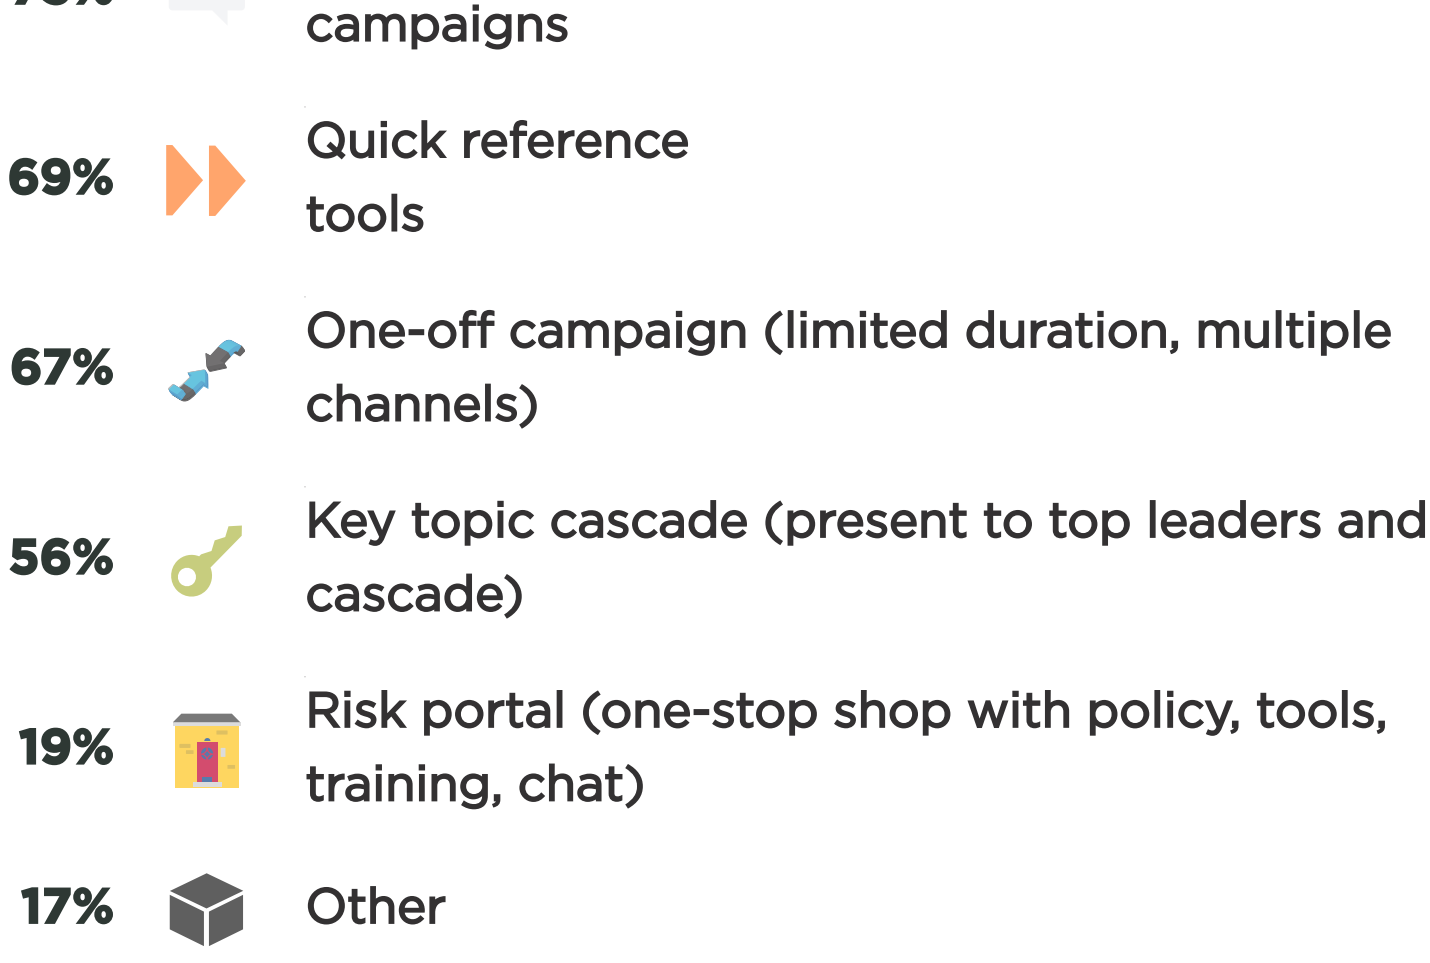 campaigns
69%
Quick reference
tools
67%
One-off campaign (limited duration, multiple
channels)
56%
Key topic cascade (present to top leaders and
cascade)
19%
Risk portal (one-stop shop with policy, tools,
training, chat)
17%
Other